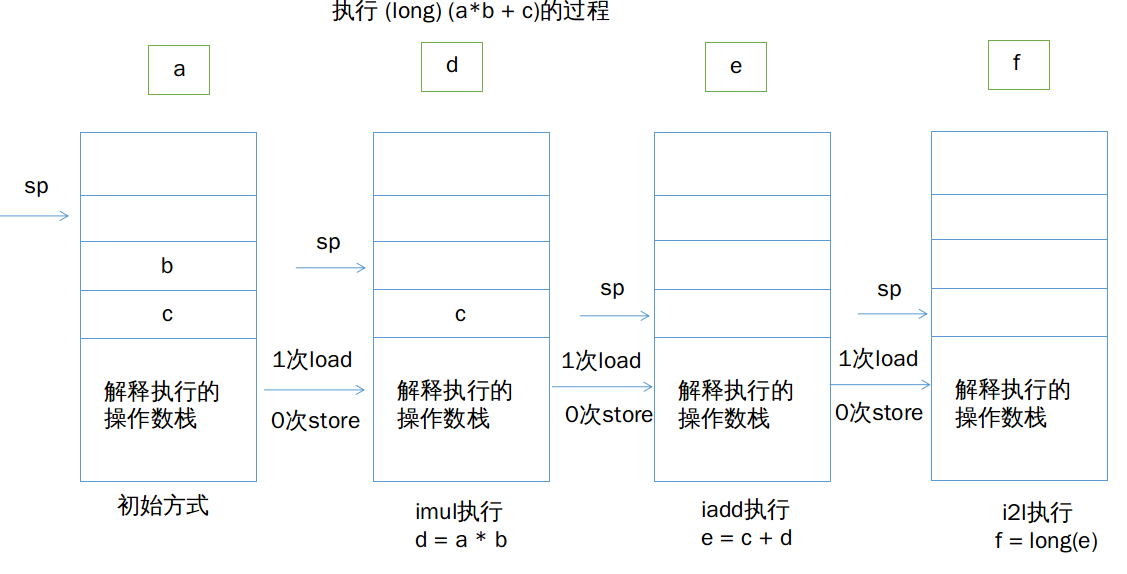 执行 (long) (a*b + c)的过程
a
d
e
f
sp
b
c
解释执行的
操作数栈
初始方式
1次load
0次store
sp
c
解释执行的
操作数栈
imul执行
d = a * b
1次load
0次store
sp
解释执行的
操作数栈
iadd执行
e = c + d
1次load
0次store
sp
解释执行的
操作数栈
i2l执行
f = long(e)